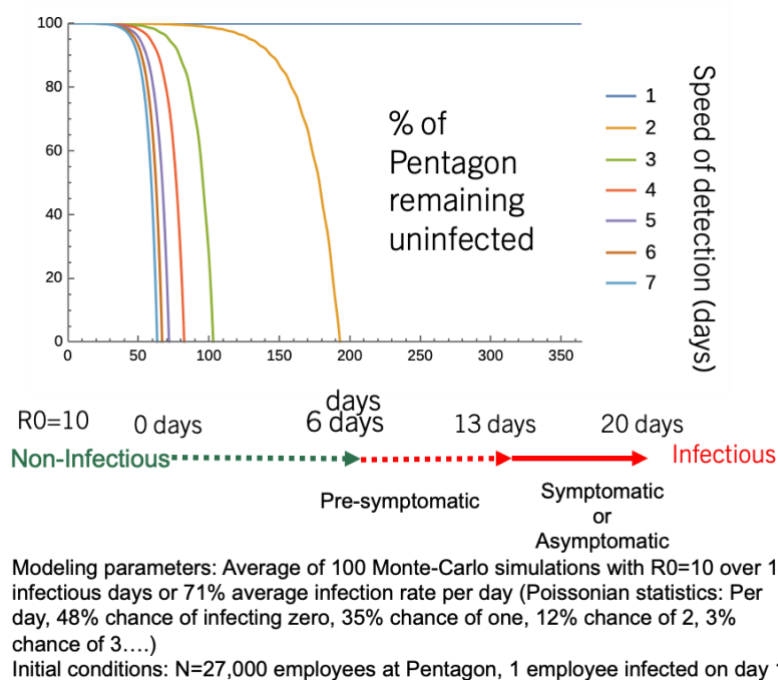 100
80
60
40
20
0
0 50 100 150 200 250 300 350
% of
Pentagon
remaining
uninfected
1
2
3
4
5
6
7
Speed of detection (days)
days
R0=10 0 days 6 days 13 days 20 days
Non-Infectious Infectious
Pre-symptomatic
Symptomatic
or
Asymptomatic
Modeling parameters: Average of 100 Monte-Carlo simulations with R0=10 over 1
infectious days or 71% average infection rate per day (Poissonian statistics: Per
day, 48% chance of infecting zero, 35% chance of one, 12% chance of 2, 3%
chance of 3....)
Initial conditions: N=27,000 employees at Pentagon, 1 employee infected on day